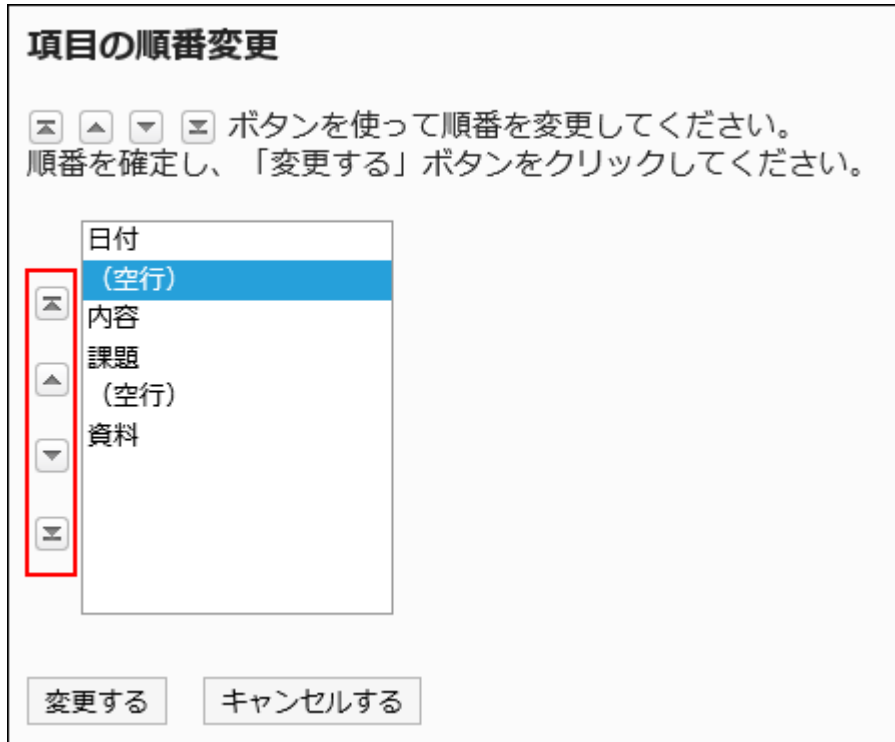 項目の順番変更
ボタンを使って順番を変更してください。
順番を確定し、「変更する」ボタンをクリックしてください。
日付
（空行）
内容
課題
（空行）
資料
変更する
キャンセルする